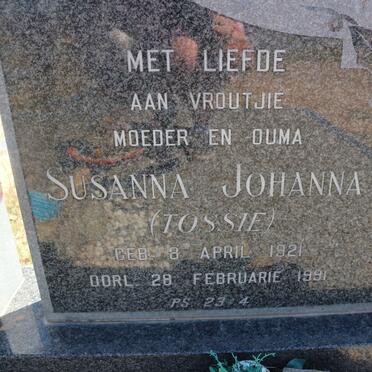 MET LIEFDE
AAN VROUTJIE
MOEDER EN OUMA
SUSANNA JOHANNA
(TOSSIE)
GEB. 8 APRIL 1921
OORL. 28 FEBRUARIE 1991
PS. 23:4